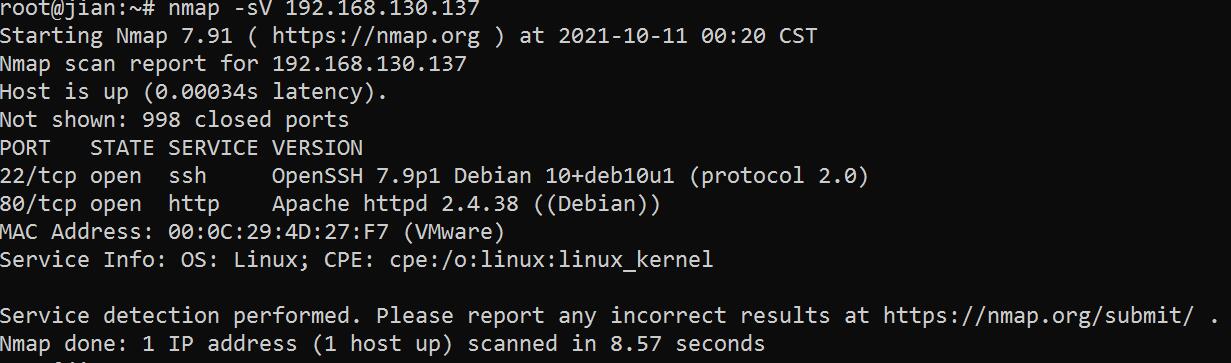 root@jian:~# nmap -sV 192.168.130.137
Starting Nmap 7.91 ( https://nmap.org ) at 2021-10-11 00:20 CST
Nmap scan report for 192.168.130.137
Host is up (0.00034s latency).
Not shown: 998 closed ports
PORT   STATE SERVICE VERSION
22/tcp open  ssh     OpenSSH 7.9p1 Debian 10+deb10u1 (protocol 2.0)
80/tcp open  http    Apache httpd 2.4.38 ((Debian))
MAC Address: 00:0C:29:4D:27:F7 (VMware)
Service Info: OS: Linux; CPE: cpe:/o:linux:linux_kernel

Service detection performed. Please report any incorrect results at https://nmap.org/submit/ .
Nmap done: 1 IP address (1 host up) scanned in 8.57 seconds